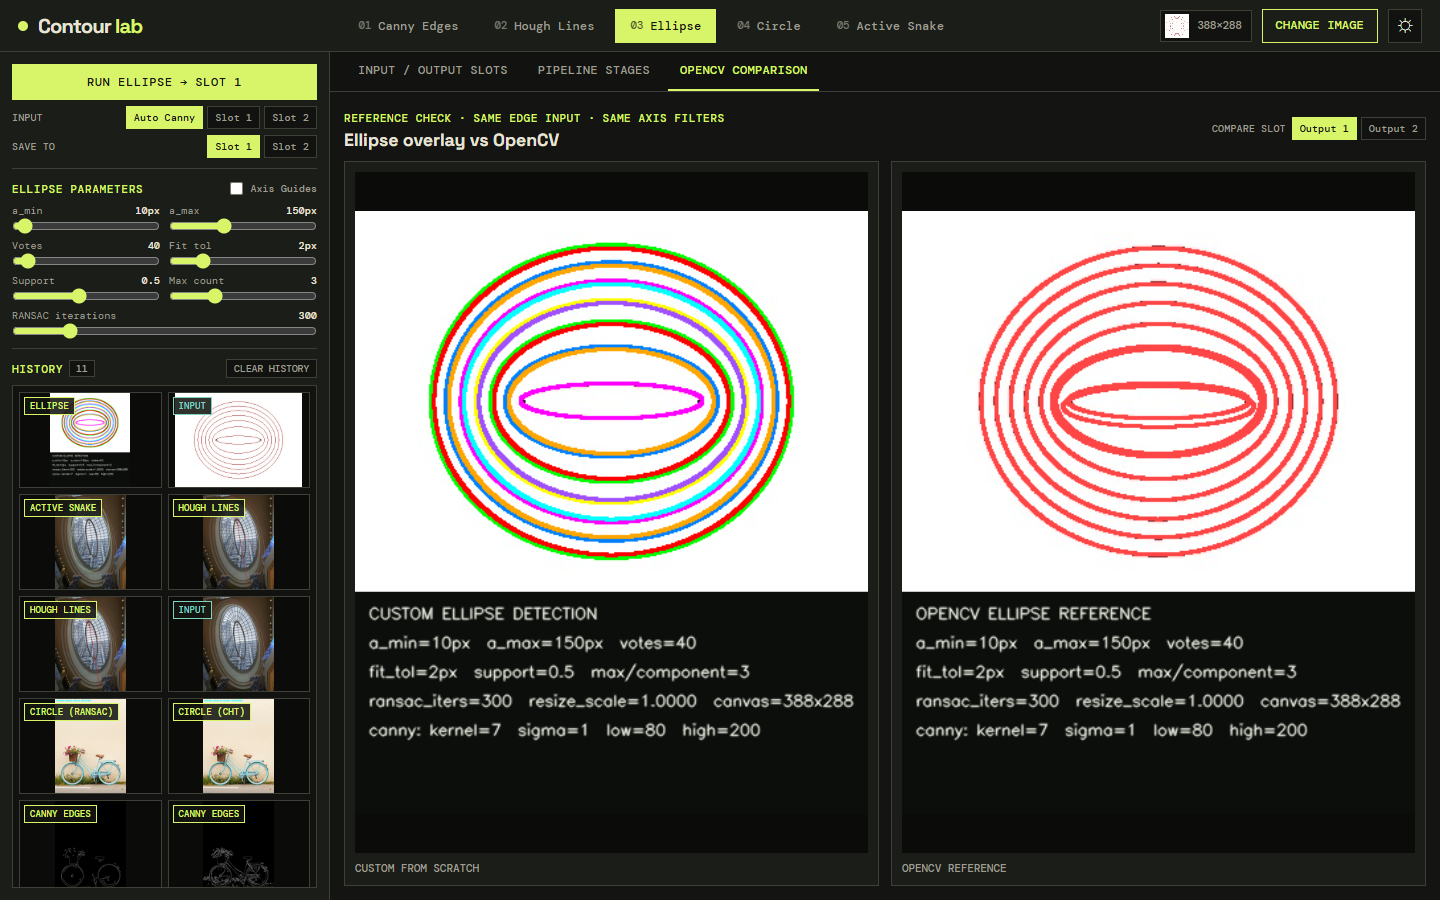 Contour lab
01 Canny Edges
02 Hough Lines
03 Ellipse
04 Circle
05 Active Snake
388×288
CHANGE IMAGE
RUN ELLIPSE → SLOT 1
INPUT
Auto Canny
Slot 1
Slot 2
SAVE TO
Slot 1
Slot 2
ELLIPSE PARAMETERS
Axis Guides
a_min 10px
a_max 150px
Votes 40
Fit tol 2px
Support 0.5
Max count 3
RANSAC iterations 300
HISTORY 11
CLEAR HISTORY
ELLIPSE
INPUT
ACTIVE SNAKE
HOUGH LINES
HOUGH LINES
INPUT
CIRCLE (RANSAC)
CIRCLE (CHT)
CANNY EDGES
CANNY EDGES
INPUT / OUTPUT SLOTS
PIPELINE STAGES
OPENCV COMPARISON
REFERENCE CHECK · SAME EDGE INPUT · SAME AXIS FILTERS
Ellipse overlay vs OpenCV
COMPARE SLOT
Output 1
Output 2
CUSTOM ELLIPSE DETECTION
a_min=10px a_max=150px votes=40
fit_tol=2px support=0.5 max/component=3
ransac_iters=300 resize_scale=1.0000 canvas=388x288
canny: kernel=7 sigma=1 low=80 high=200
CUSTOM FROM SCRATCH
OPENCV ELLIPSE REFERENCE
a_min=10px a_max=150px votes=40
fit_tol=2px support=0.5 max/component=3
ransac_iters=300 resize_scale=1.0000 canvas=388x288
canny: kernel=7 sigma=1 low=80 high=200
OPENCV REFERENCE